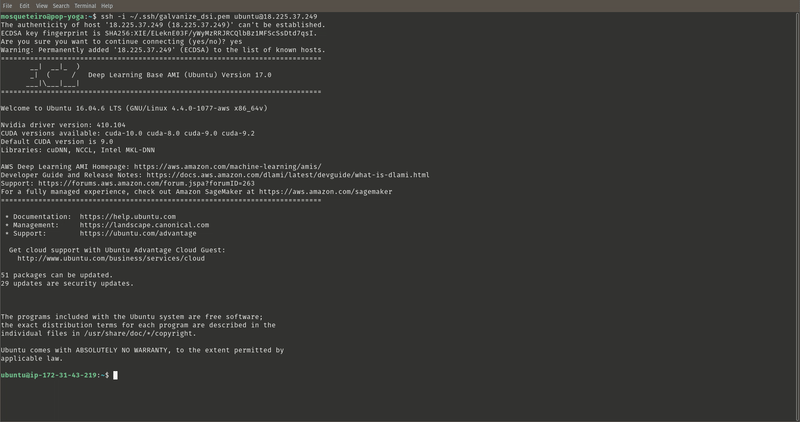 File Edit View Search Terminal Help
mosqueteiro@pop-yoga:~$ ssh -i ~/.ssh/galvanize_dsi.pem ubuntu@18.225.37.249
The authenticity of host '18.225.37.249 (18.225.37.249)' can't be established.
ECDSA key fingerprint is
Are you sure you want to continue connecting (yes/no)? yes
Warning: Permanently added '18.225.37.249' (ECDSA) to the list of known hosts.
=============================================================================
__| __|_ )
_| ( / Deep Learning Base AMI (Ubuntu) Version 17.0
___|\___|___|
=============================================================================
Welcome to Ubuntu 16.04.6 LTS (GNU/Linux 4.4.0-1077-aws x86_64v)
Nvidia driver version: 410.104
CUDA versions available: cuda-10.0 cuda-8.0 cuda-9.0 cuda-9.2
Default CUDA version is 9.0
Libraries: cuDNN, NCCL, Intel MKL-DNN
AWS Deep Learning AMI Homepage: https://aws.amazon.com/machine-learning/amis/
Developer Guide and Release Notes: https://docs.aws.amazon.com/dlami/latest/devguide/what-is-dlami.html
Support: https://forums.aws.amazon.com/forum.jspa?forumID=263
For a fully managed experience, check out Amazon SageMaker at https://aws.amazon.com/sagemaker
=============================================================================
* Documentation: https://help.ubuntu.com
* Management: https://landscape.canonical.com
* Support: https://ubuntu.com/advantage
Get cloud support with Ubuntu Advantage Cloud Guest:
http://www.ubuntu.com/business/services/cloud
51 packages can be updated.
29 updates are security updates.
The programs included with the Ubuntu system are free software;
the exact distribution terms for each program are described in the
individual files in /usr/share/doc/*/copyright.
Ubuntu comes with ABSOLUTELY NO WARRANTY, to the extent permitted by
applicable law.
ubuntu@ip-172-31-43-219:~$